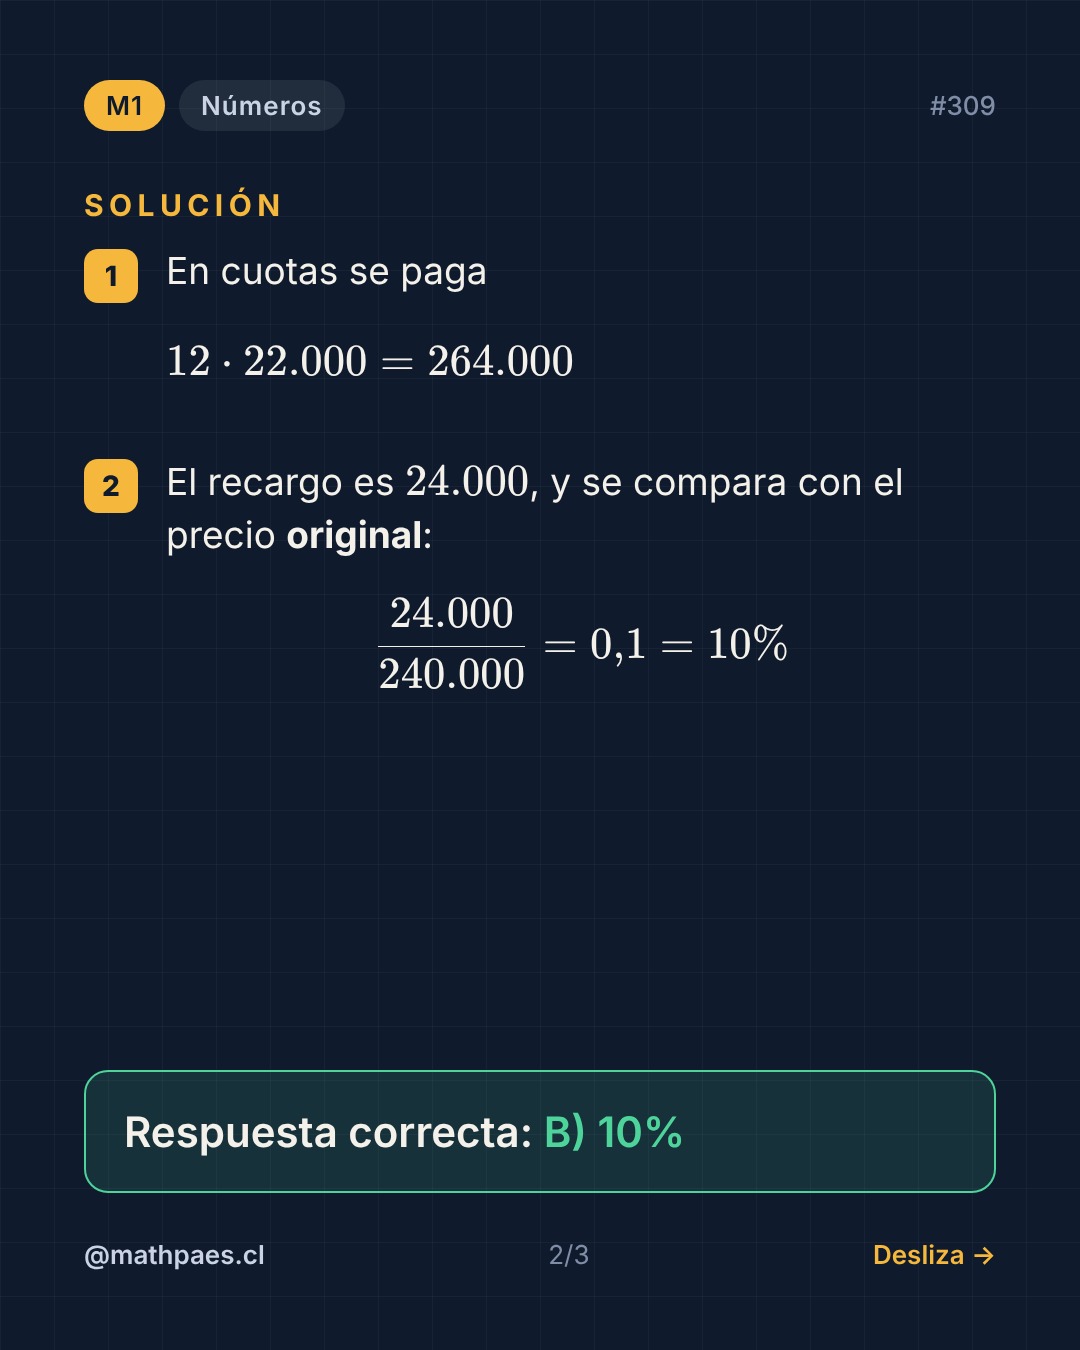 M1 Números #309
SOLUCIÓN
1 En cuotas se paga
12 · 22.000 = 264.000
2 El recargo es 24.000, y se compara con el
precio original:
24.000
240.000
= 0,1 = 10%
Respuesta correcta: B) 10%
@mathpaes.cl 2/3 Desliza →